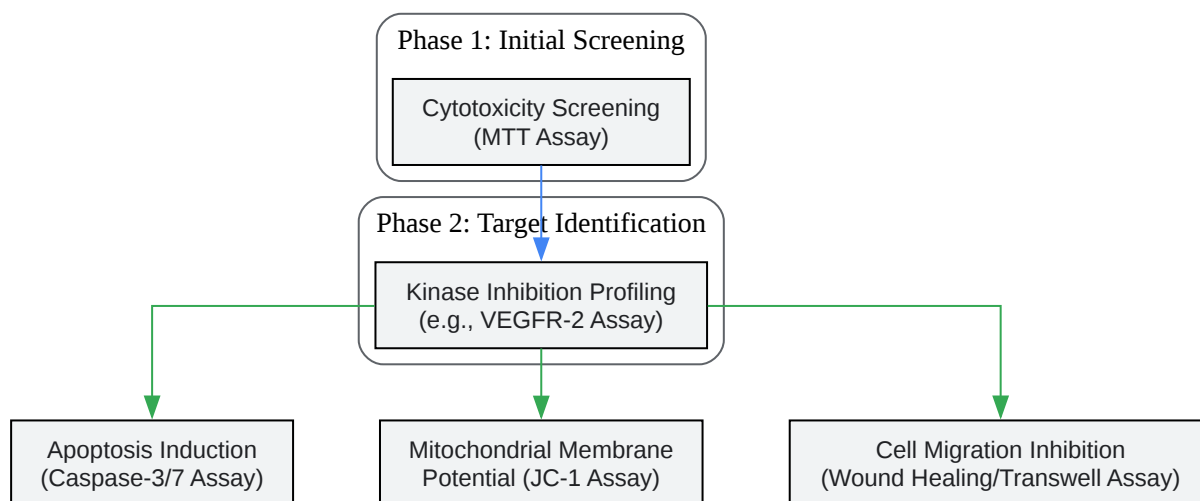 Phase 1: Initial Screening
Cytotoxicity Screening
(MTT Assay)
Phase 2: Target Identification
Kinase Inhibition Profiling
(e.g., VEGFR-2 Assay)
Apoptosis Induction
(Caspase-3/7 Assay)
Mitochondrial Membrane
Potential (JC-1 Assay)
Cell Migration Inhibition
(Wound Healing/Transwell Assay)